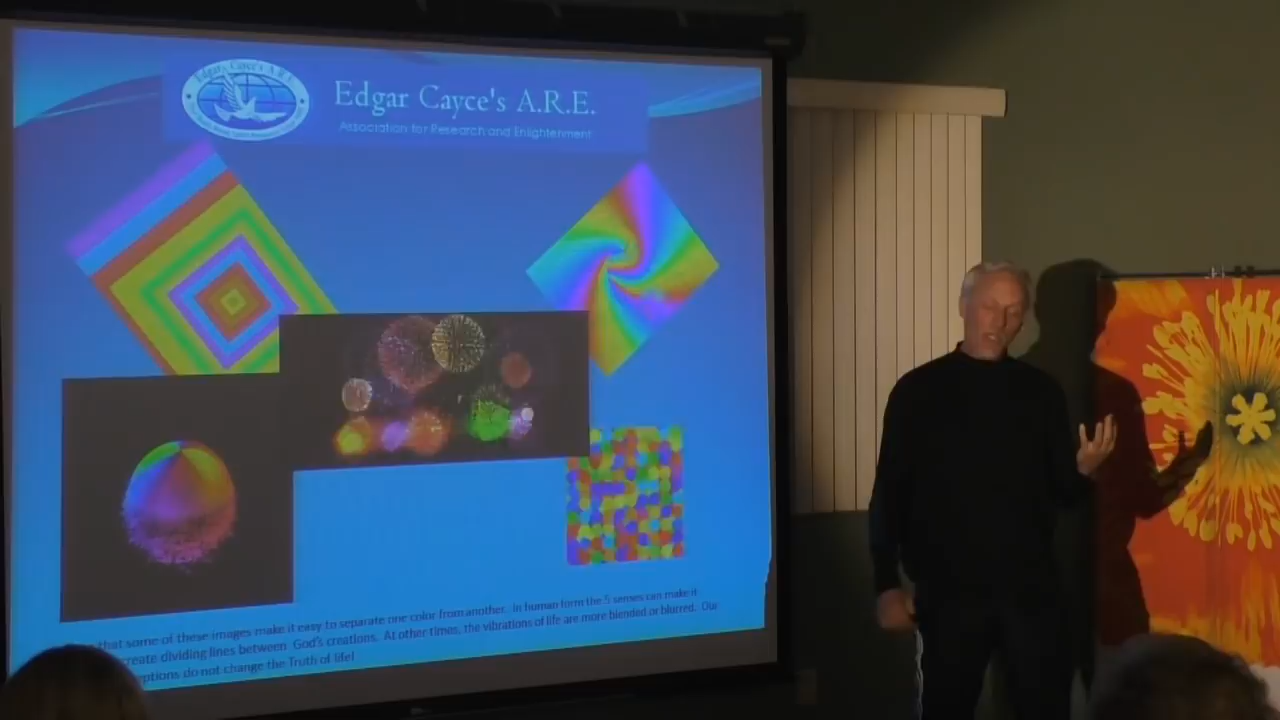 Edgar Cayce's A.R.E.
Edgar Cayce's A.R.E.
Association for Research and Enlightenment
that some of these images make it easy to separate one color from another. In human form the 5 senses can make it
create dividing lines between God's creations. At other times, the vibrations of life are more blended or blurred. Our
ptions do not change the Truth of life!